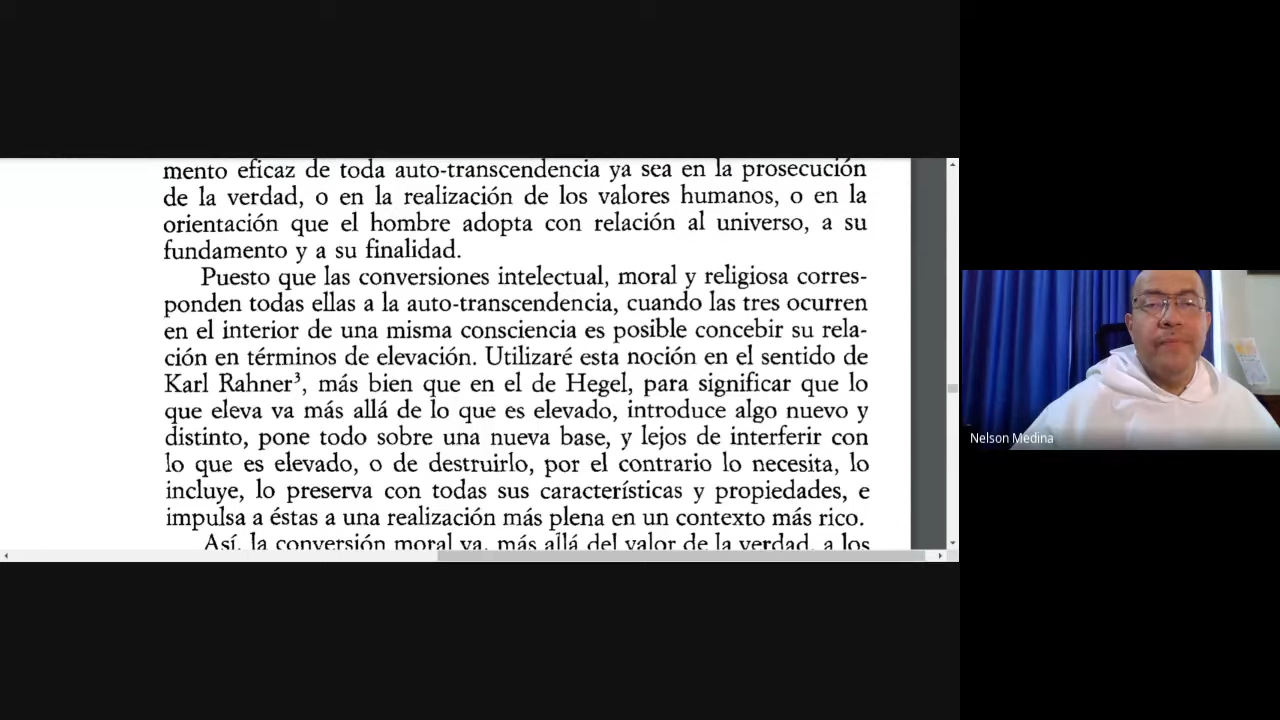 mento eficaz de toda auto-transcendencia ya sea en la prosecución
de la verdad, o en la realización de los valores humanos, o en la
orientación que el hombre adopta con relación al universo, a su
fundamento y a su finalidad.
Puesto que las conversiones intelectual, moral y religiosa corres-
ponden todas ellas a la auto-transcendencia, cuando las tres ocurren
en el interior de una misma consciencia es posible concebir su rela-
ción en términos de elevación. Utilizaré esta noción en el sentido de
Karl Rahner³, más bien que en el de Hegel, para significar que lo
que eleva va más allá de lo que es elevado, introduce algo nuevo y
distinto, pone todo sobre una nueva base, y lejos de interferir con
lo que es elevado, o de destruirlo, por el contrario lo necesita, lo
incluye, lo preserva con todas sus características y propiedades, e
impulsa a éstas a una realización más plena en un contexto más rico.
Así, la conversión moral va, más allá del valor de la verdad, a los
Nelson Medina